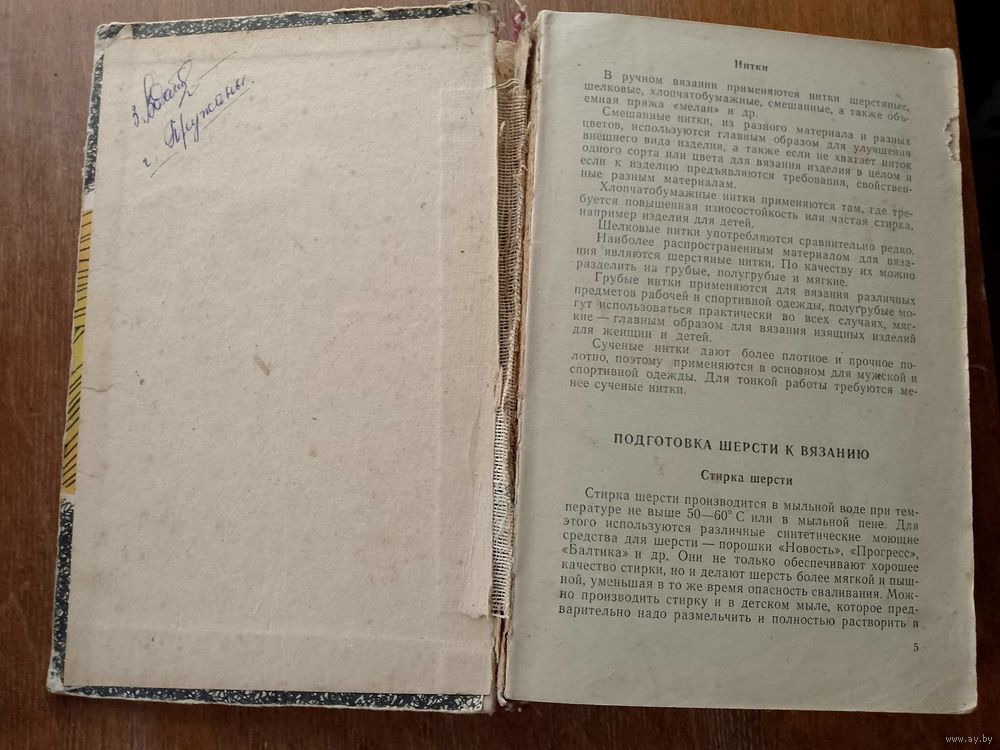 г. Пружаны.
Нитки
В ручном вязании применяются нитки шерстяные,
шелковые, хлопчатобумажные, смешанные, а также объ-
емная пряжа «мелан» и др.
Смешанные нитки, из разного материала и разных
цветов, используются главным образом для улучшения
внешнего вида изделия, а также если не хватает ниток
одного сорта или цвета для вязания изделия в целом и
если к изделию предъявляются требования, свойствен-
ные разным материалам.
Хлопчатобумажные нитки применяются там, где тре-
буется повышенная износостойкость или частая стирка,
например изделия для детей.
Шелковые нитки употребляются сравнительно редко.
Наиболее распространенным материалом для вяза-
ния являются шерстяные нитки. По качеству их можно
разделить на грубые, полугрубые и мягкие.
Грубые нитки применяются для вязания различных
предметов рабочей и спортивной одежды, полугрубые мо-
гут использоваться практически во всех случаях, мяг-
кие — главным образом для вязания изящных изделий
для женщин и детей.
Сученые нитки дают более плотное и прочное по-
лотно, поэтому применяются в основном для мужской и
спортивной одежды. Для тонкой работы требуются ме-
нее сученые нитки.
ПОДГОТОВКА ШЕРСТИ К ВЯЗАНИЮ
Стирка шерсти
Стирка шерсти производится в мыльной воде при тем-
пературе не выше 50—60° С или в мыльной пене. Для
этого используются различные синтетические моющие
средства для шерсти — порошки «Новость», «Прогресс»,
«Балтика» и др. Они не только обеспечивают хорошее
качество стирки, но и делают шерсть более мягкой и пыш-
ной, уменьшая в то же время опасность сваливания. Мож-
но производить стирку и в детском мыле, которое пред-
варительно надо размельчить и полностью растворить в
5
www.ay.by